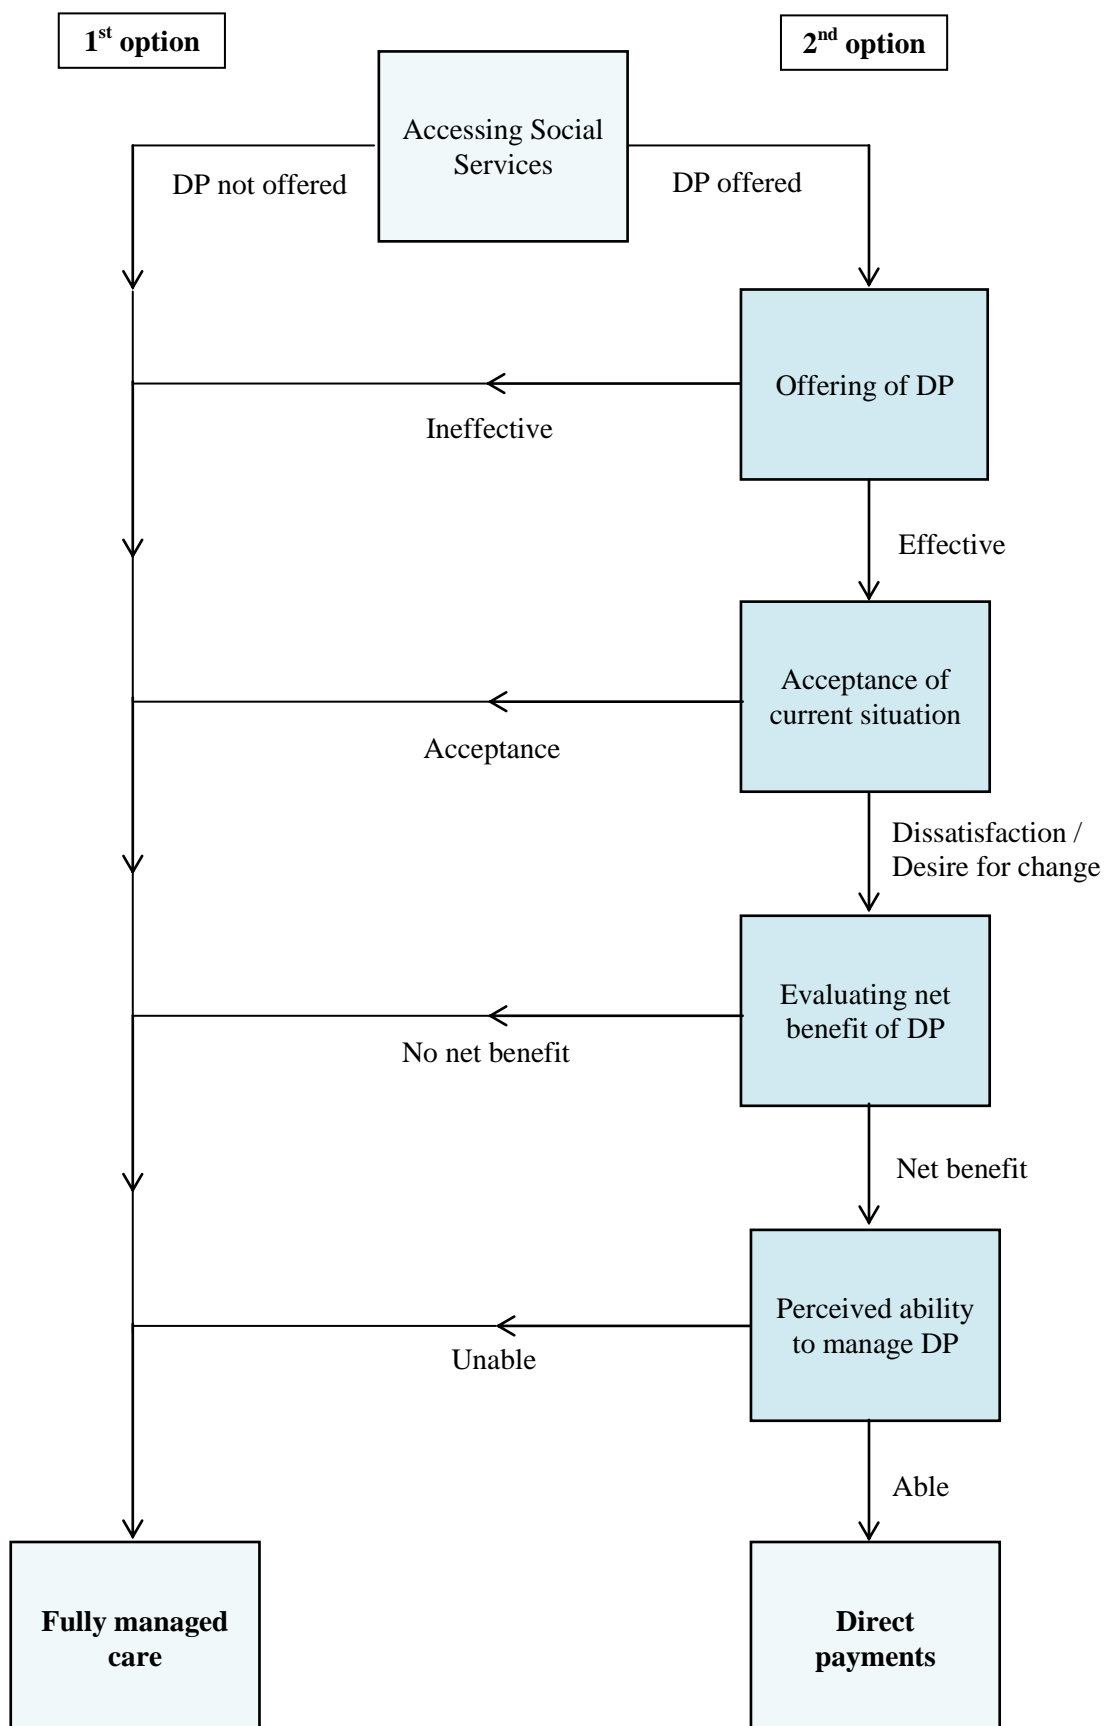 1st option
2nd option
Accessing Social
Services
DP not offered
DP offered
Offering of DP
Ineffective
Effective
Acceptance of
current situation
Acceptance
Dissatisfaction /
Desire for change
Evaluating net
benefit of DP
No net benefit
Net benefit
Perceived ability
to manage DP
Unable
Able
Fully managed
care
Direct
payments